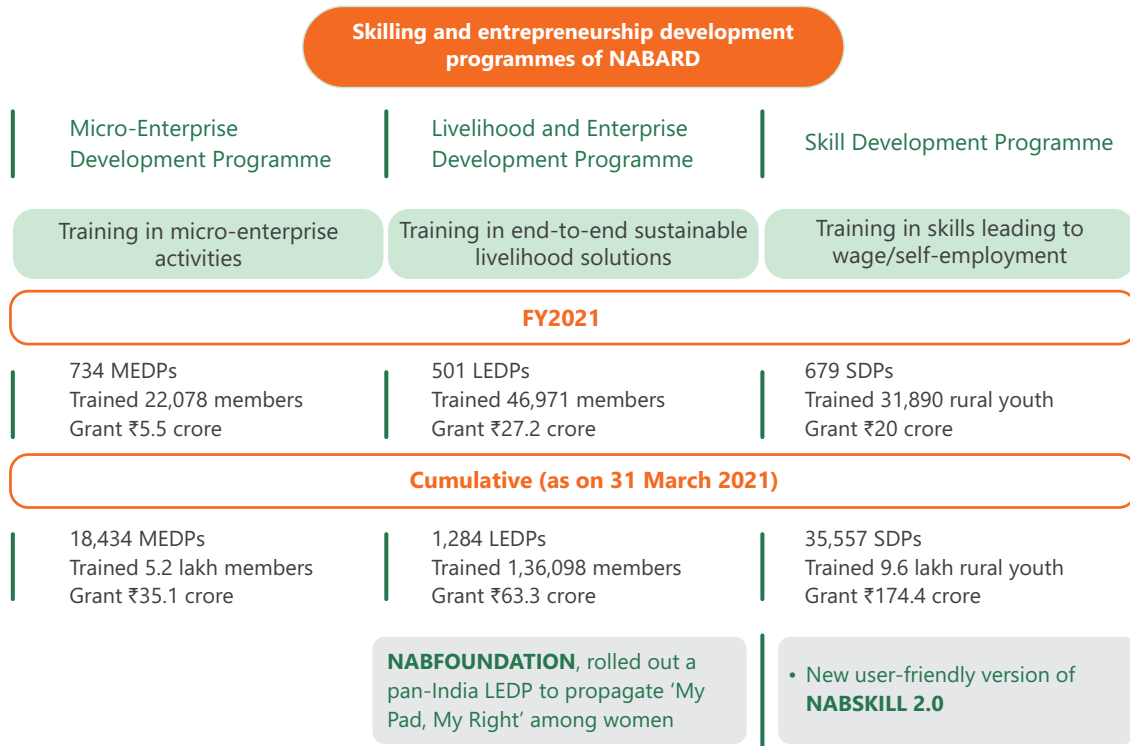 Skilling and entrepreneurship development
programmes of NABARD
Micro-Enterprise
Development Programme
Livelihood and Enterprise
Development Programme
Skill Development Programme
Training in micro-enterprise
activities
Training in end-to-end sustainable
livelihood solutions
Training in skills leading to
wage/self-employment
FY2021
734 MEDPs
Trained 22,078 members
Grant ₹5.5 crore
501 LEDPs
Trained 46,971 members
Grant ₹27.2 crore
679 SDPs
Trained 31,890 rural youth
Grant ₹20 crore
Cumulative (as on 31 March 2021)
18,434 MEDPs
Trained 5.2 lakh members
Grant ₹35.1 crore
1,284 LEDPs
Trained 1,36,098 members
Grant ₹63.3 crore
35,557 SDPs
Trained 9.6 lakh rural youth
Grant ₹174.4 crore
NABFOUNDATION, rolled out a
pan-India LEDP to propagate ‘My
Pad, My Right’ among women
• New user-friendly version of
NABSKILL 2.0